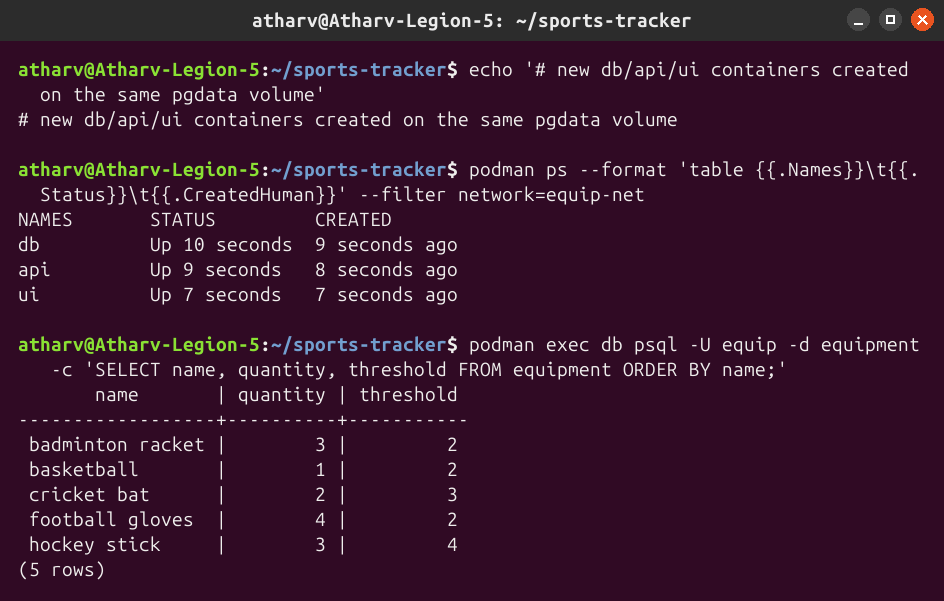 atharv@Atharv-Legion-5: ~/sports-tracker
atharv@Atharv-Legion-5:~/sports-tracker$ echo '# new db/api/ui containers created
  on the same pgdata volume'
# new db/api/ui containers created on the same pgdata volume
atharv@Atharv-Legion-5:~/sports-tracker$ podman ps --format 'table {{.Names}}\t{{.
  Status}}\t{{.CreatedHuman}}' --filter network=equip-net
NAMES       STATUS         CREATED
db          Up 10 seconds  9 seconds ago
api         Up 9 seconds   8 seconds ago
ui          Up 7 seconds   7 seconds ago
atharv@Atharv-Legion-5:~/sports-tracker$ podman exec db psql -U equip -d equipment
   -c 'SELECT name, quantity, threshold FROM equipment ORDER BY name;'
       name       | quantity | threshold
------------------+----------+-----------
 badminton racket |        3 |         2
 basketball       |        1 |         2
 cricket bat      |        2 |         3
 football gloves  |        4 |         2
 hockey stick     |        3 |         4
(5 rows)